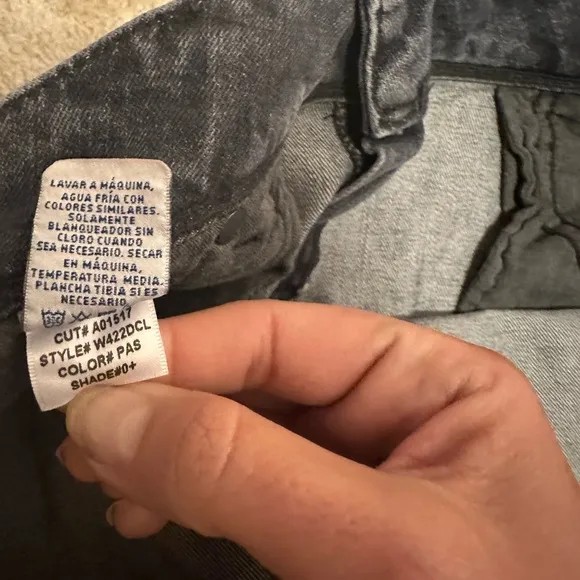 LAVAR A MÁQUINA,
AGUA FRÍA CON
COLORES SIMILARES.
SOLAMENTE
BLANQUEADOR SIN
CLORO CUANDO
SEA NECESARIO. SECAR
EN MÁQUINA,
TEMPERATURA MEDIA.
PLANCHA TIBIA SI ES
NECESARIO
CUT# A01517
STYLE# W422DCL
COLOR# PAS
SHADE#0+